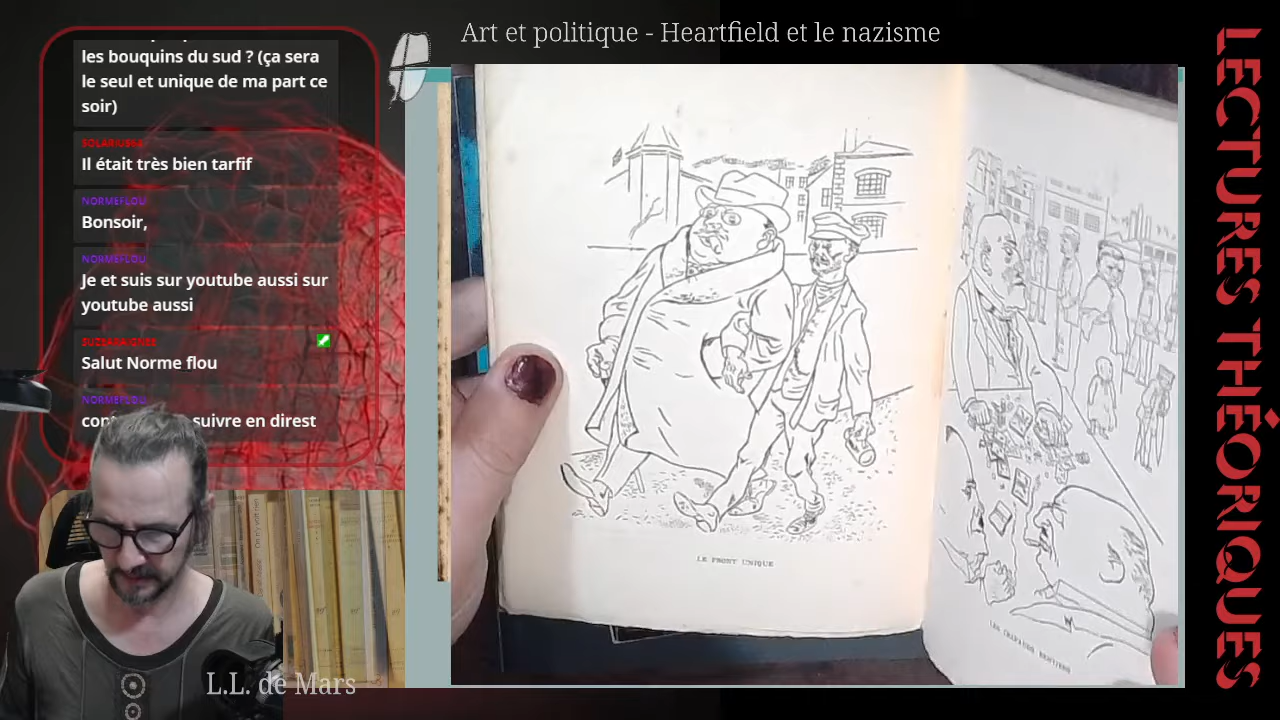 Art et politique - Heartfield et le nazisme
les bouquins du sud ? (ça sera
le seul et unique de ma part ce
soir)
SOLARIUS64
Il était très bien tarfif
NORMEFLOU
Bonsoir,
NORMEFLOU
Je et suis sur youtube aussi sur
youtube aussi
SUZEARAIGNEE
Salut Norme flou
NORMEFLOU
suivre en direst
L.L. de Mars
LE FRONT UNIQUE
LECTURES THÉORIQUES